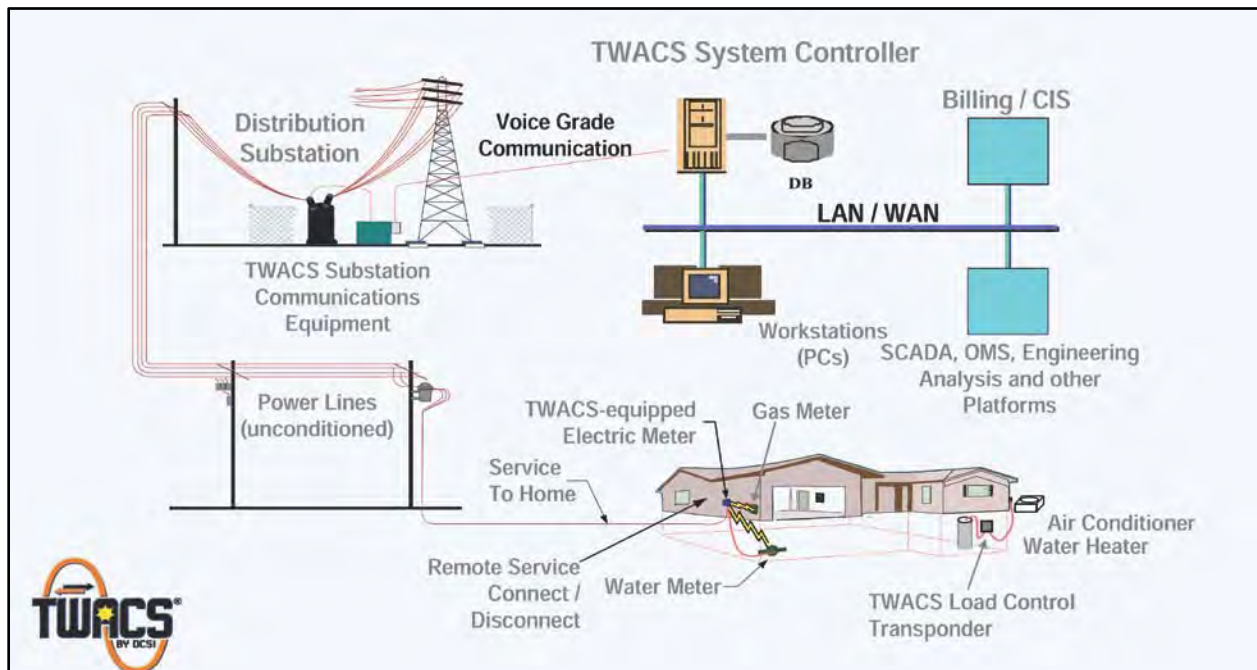 TWACS System Controller
Distribution
Substation
Voice Grade
Communication
DB
Billing / CIS
LAN / WAN
TWACS Substation
Communications
Equipment
Workstations
(PCs)
SCADA, OMS, Engineering
Analysis and other
Platforms
Power Lines
(unconditioned)
TWACS-equipped
Electric Meter
Gas Meter
Service
To Home
Air Conditioner
Water Heater
Remote Service
Connect /
Disconnect
Water Meter
TWACS Load Control
Transponder
TWACS®
BY DCSI